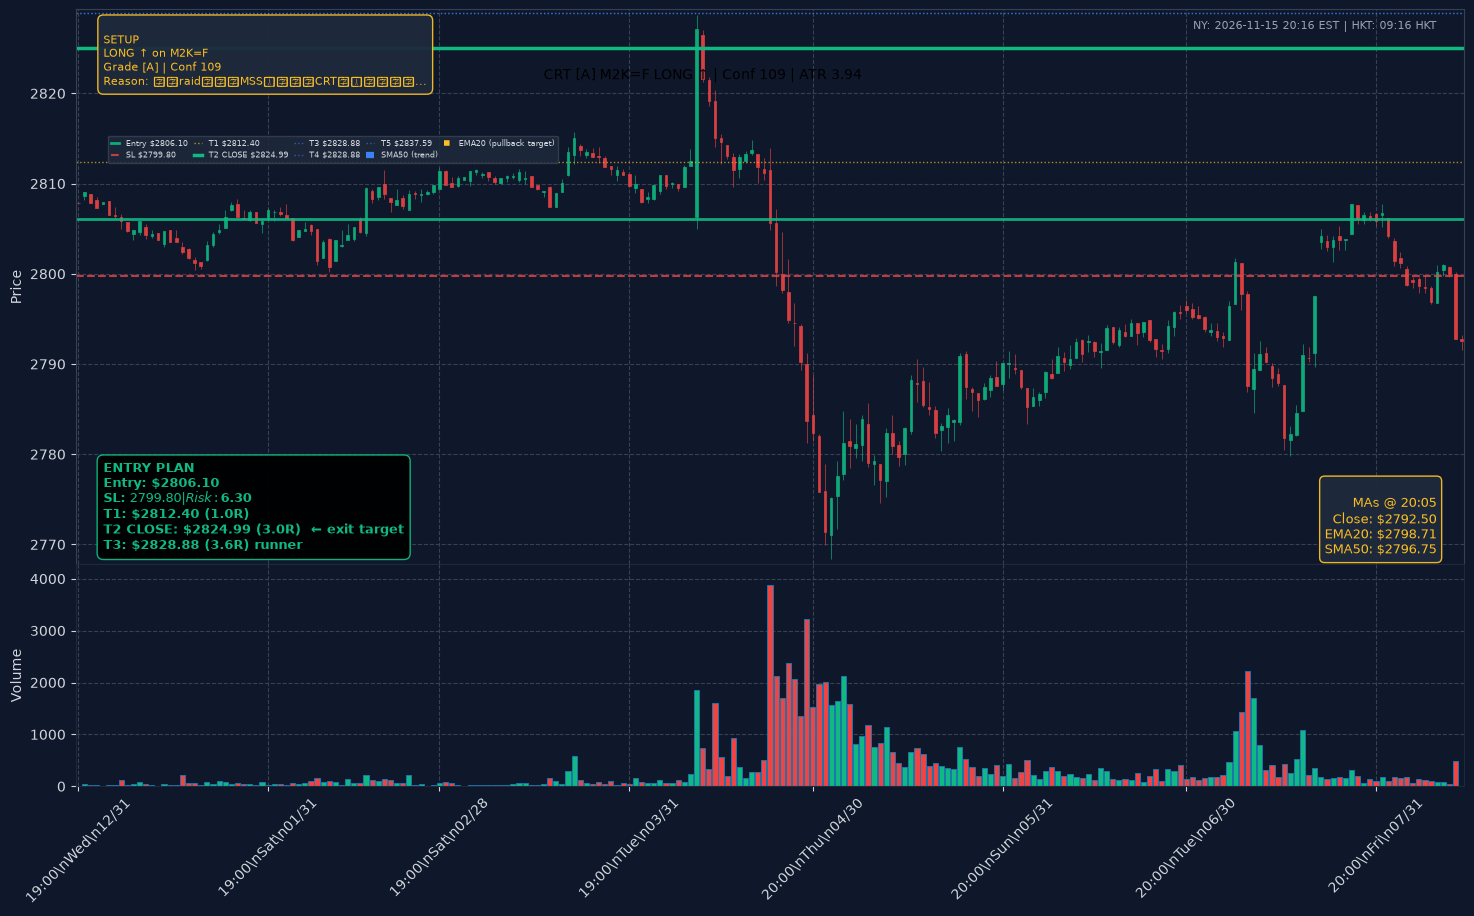 NY: 2026-11-15 20:16 EST | HKT: 09:16 HKT
SETUP
LONG ↑ on M2K=F
Grade [A] | Conf 109
Reason: raid MSS CRT ...
CRT [A] M2K=F LONG | Conf 109 | ATR 3.94
Entry $2806.10
SL $2799.80
T1 $2812.40
T2 CLOSE $2824.99
T3 $2828.88
T4 $2828.88
T5 $2837.59
SMA50 (trend)
EMA20 (pullback target)
Price
2820
2810
2800
2790
2780
2770
ENTRY PLAN
Entry: $2806.10
SL: 2799.80|Risk:6.30
T1: $2812.40 (1.0R)
T2 CLOSE: $2824.99 (3.0R) ← exit target
T3: $2828.88 (3.6R) runner
MAs @ 20:05
Close: $2792.50
EMA20: $2798.71
SMA50: $2796.75
Volume
4000
3000
2000
1000
0
19:00\nWed\n12/31
19:00\nSat\n01/31
19:00\nSat\n02/28
19:00\nTue\n03/31
20:00\nThu\n04/30
20:00\nSun\n05/31
20:00\nTue\n06/30
20:00\nFri\n07/31